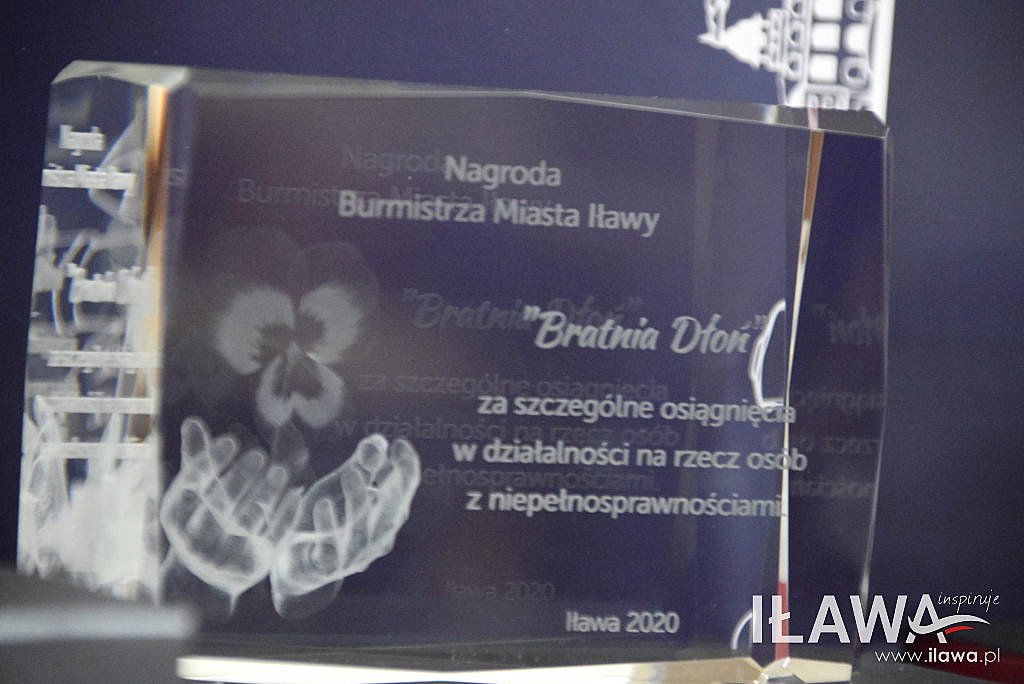 Nagroda
Burmistrza Miasta Iławy
"Bratnia Dłoń"
za szczególne osiągnięcia
w działalności na rzecz osób
z niepełnosprawnościami
Iława 2020
IŁAWA inspiruje
www.iława.pl